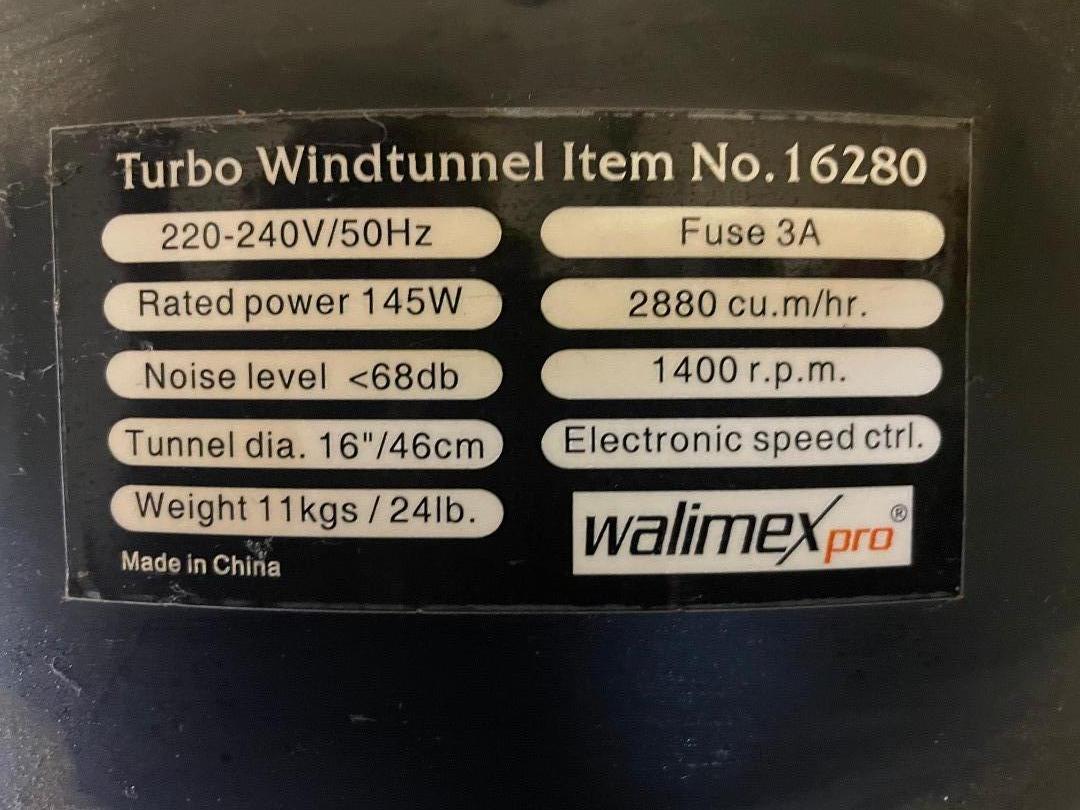 Turbo Windtunnel Item No.16280
220-240V/50Hz
Fuse 3A
Rated power 145W
2880 cu.m/hr.
Noise level <68db
1400 r.p.m.
Tunnel dia. 16"/46cm
Electronic speed ctrl.
Weight 11kgs / 24lb.
walimex pro®
Made in China